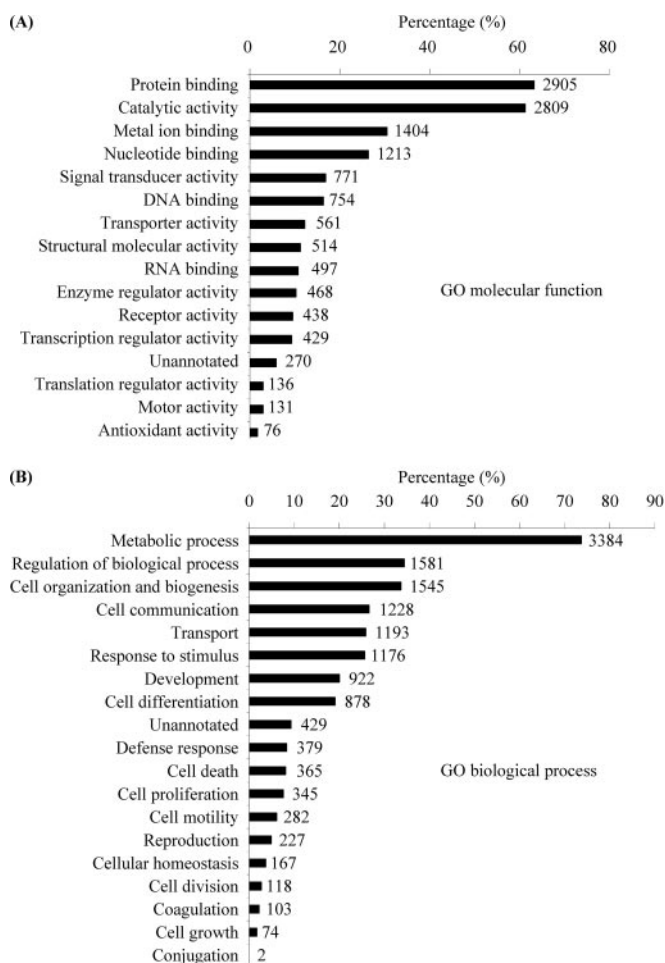 (A)
Percentage (%)
0 20 40 60 80
Protein binding 2905
Catalytic activity 2809
Metal ion binding 1404
Nucleotide binding 1213
Signal transducer activity 771
DNA binding 754
Transporter activity 561
Structural molecular activity 514
RNA binding 497
Enzyme regulator activity 468
GO molecular function
Receptor activity 438
Transcription regulator activity 429
Unannotated 270
Translation regulator activity 136
Motor activity 131
Antioxidant activity 76
(B)
Percentage (%)
0 10 20 30 40 50 60 70 80 90
Metabolic process 3384
Regulation of biological process 1581
Cell organization and biogenesis 1545
Cell communication 1228
Transport 1193
Response to stimulus 1176
Development 922
Cell differentiation 878
Unannotated 429
Defense response 379
Cell death 365
GO biological process
Cell proliferation 345
Cell motility 282
Reproduction 227
Cellular homeostasis 167
Cell division 118
Coagulation 103
Cell growth 74
Conjugation 2